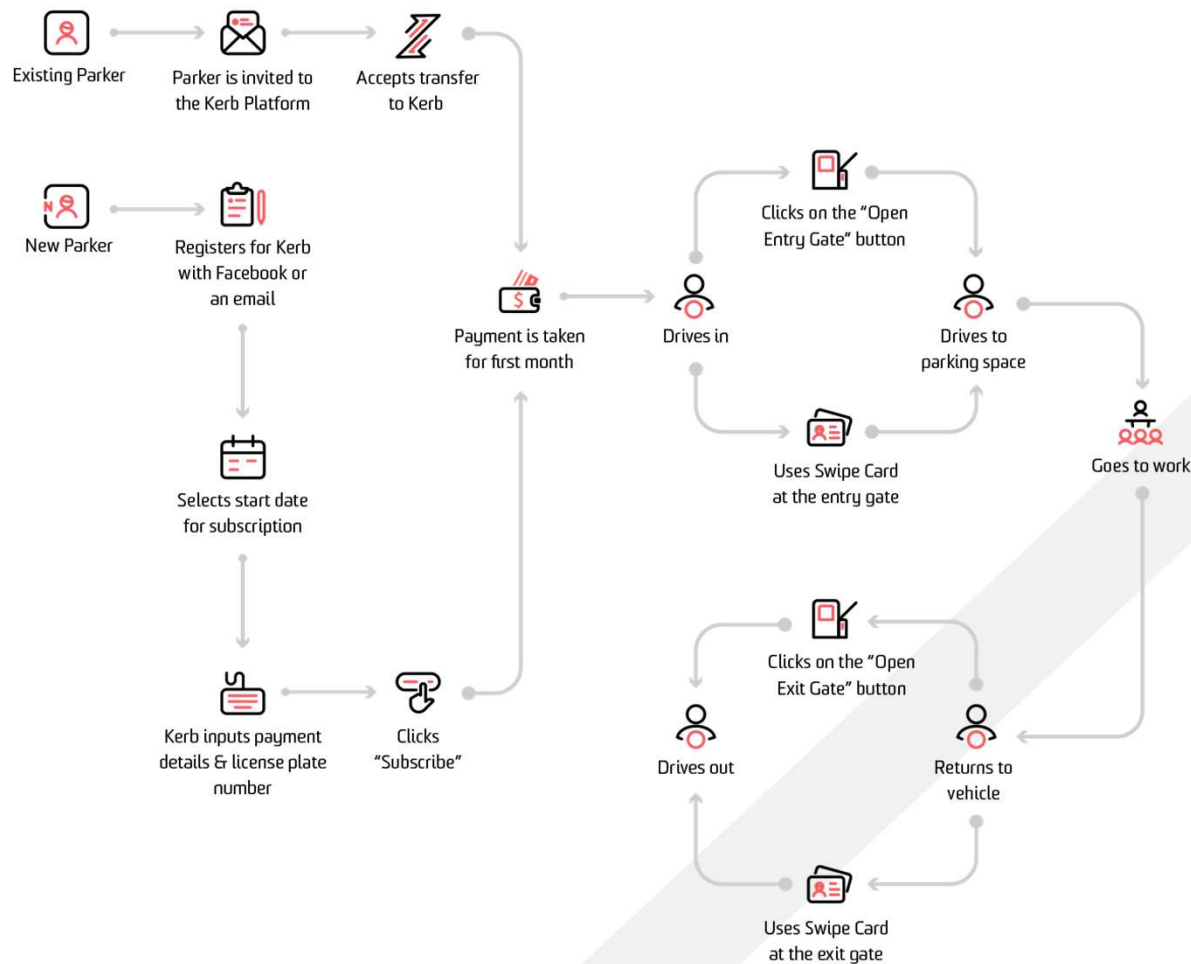 Existing Parker
Parker is invited to
the Kerb Platform
Accepts transfer
to Kerb
N
New Parker
Registers for Kerb
with Facebook or
an email
Selects start date
for subscription
Kerb inputs payment
details & license plate
number
Clicks
“Subscribe”
$
Payment is taken
for first month
Drives in
Clicks on the “Open
Entry Gate” button
Uses Swipe Card
at the entry gate
Drives to
parking space
Goes to work
Returns to
vehicle
Clicks on the “Open
Exit Gate” button
Uses Swipe Card
at the exit gate
Drives out